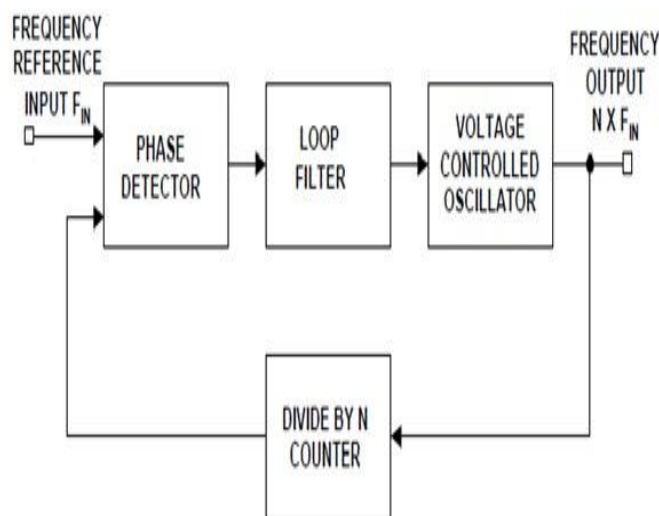 FREQUENCY
REFERENCE
INPUT FIN
PHASE
DETECTOR
LOOP
FILTER
VOLTAGE
CONTROLLED
OSCILLATOR
FREQUENCY
OUTPUT
N X FIN
DIVIDE BY N
COUNTER